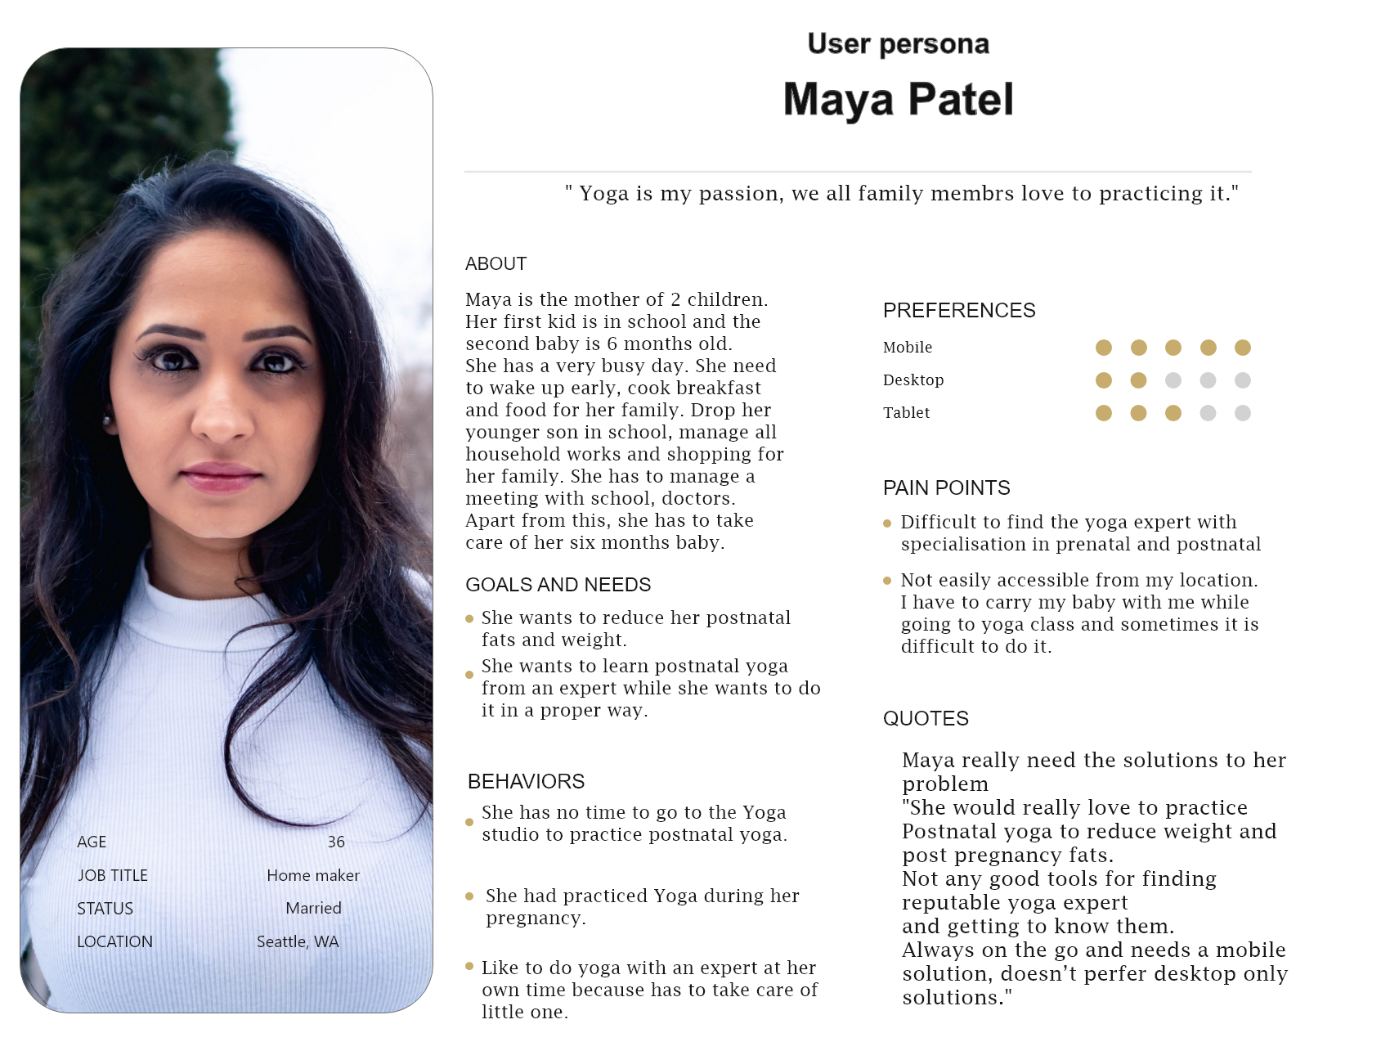 User persona
Maya Patel
" Yoga is my passion, we all family membrs love to practicing it."
ABOUT
Maya is the mother of 2 children.
Her first kid is in school and the
second baby is 6 months old.
She has a very busy day. She need
to wake up early, cook breakfast
and food for her family. Drop her
younger son in school, manage all
household works and shopping for
her family. She has to manage a
meeting with school, doctors.
Apart from this, she has to take
care of her six months baby.
GOALS AND NEEDS
She wants to reduce her postnatal
fats and weight.
She wants to learn postnatal yoga
from an expert while she wants to do
it in a proper way.
BEHAVIORS
She has no time to go to the Yoga
studio to practice postnatal yoga.
She had practiced Yoga during her
pregnancy.
Like to do yoga with an expert at her
own time because has to take care of
little one.
PREFERENCES
Mobile
Desktop
Tablet
PAIN POINTS
Difficult to find the yoga expert with
specialisation in prenatal and postnatal
Not easily accessible from my location.
I have to carry my baby with me while
going to yoga class and sometimes it is
difficult to do it.
QUOTES
Maya really need the solutions to her
problem
"She would really love to practice
Postnatal yoga to reduce weight and
post pregnancy fats.
Not any good tools for finding
reputable yoga expert
and getting to know them.
Always on the go and needs a mobile
solution, doesn't perfer desktop only
solutions."
AGE 36
JOB TITLE Home maker
STATUS Married
LOCATION Seattle, WA